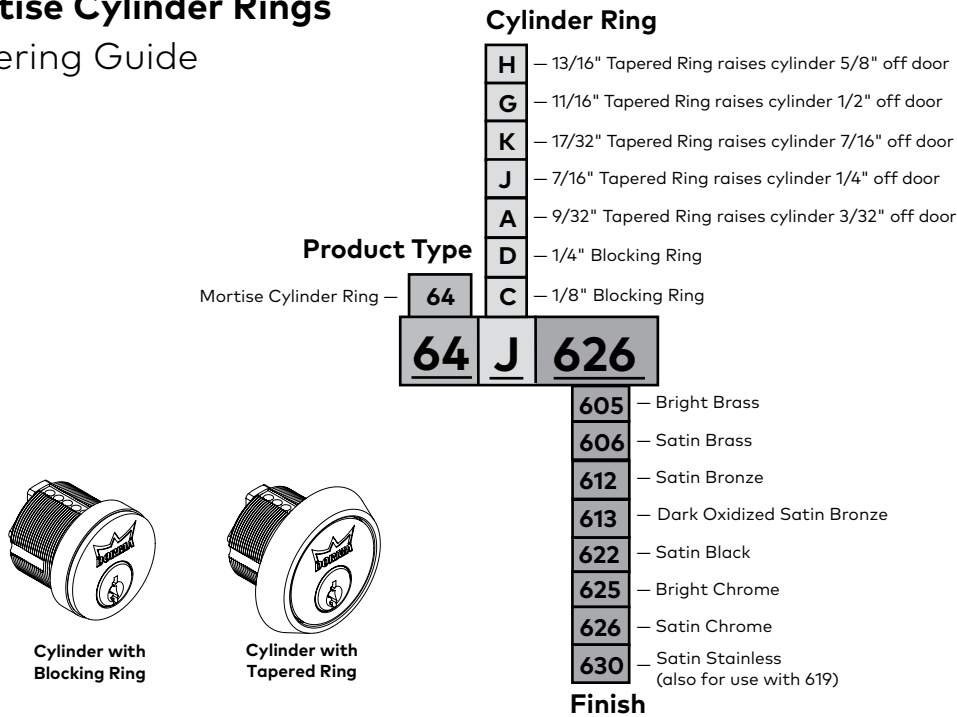 tise Cylinder Rings
ering Guide
Cylinder Ring
H — 13/16" Tapered Ring raises cylinder 5/8" off door
G — 11/16" Tapered Ring raises cylinder 1/2" off door
K — 17/32" Tapered Ring raises cylinder 7/16" off door
J — 7/16" Tapered Ring raises cylinder 1/4" off door
A — 9/32" Tapered Ring raises cylinder 3/32" off door
Product Type
D — 1/4" Blocking Ring
Mortise Cylinder Ring — 64
C — 1/8" Blocking Ring
64 J 626
605 — Bright Brass
606 — Satin Brass
612 — Satin Bronze
613 — Dark Oxidized Satin Bronze
622 — Satin Black
625 — Bright Chrome
626 — Satin Chrome
630 — Satin Stainless
(also for use with 619)
Finish
DORMA
Cylinder with
Blocking Ring
DORMA
Cylinder with
Tapered Ring